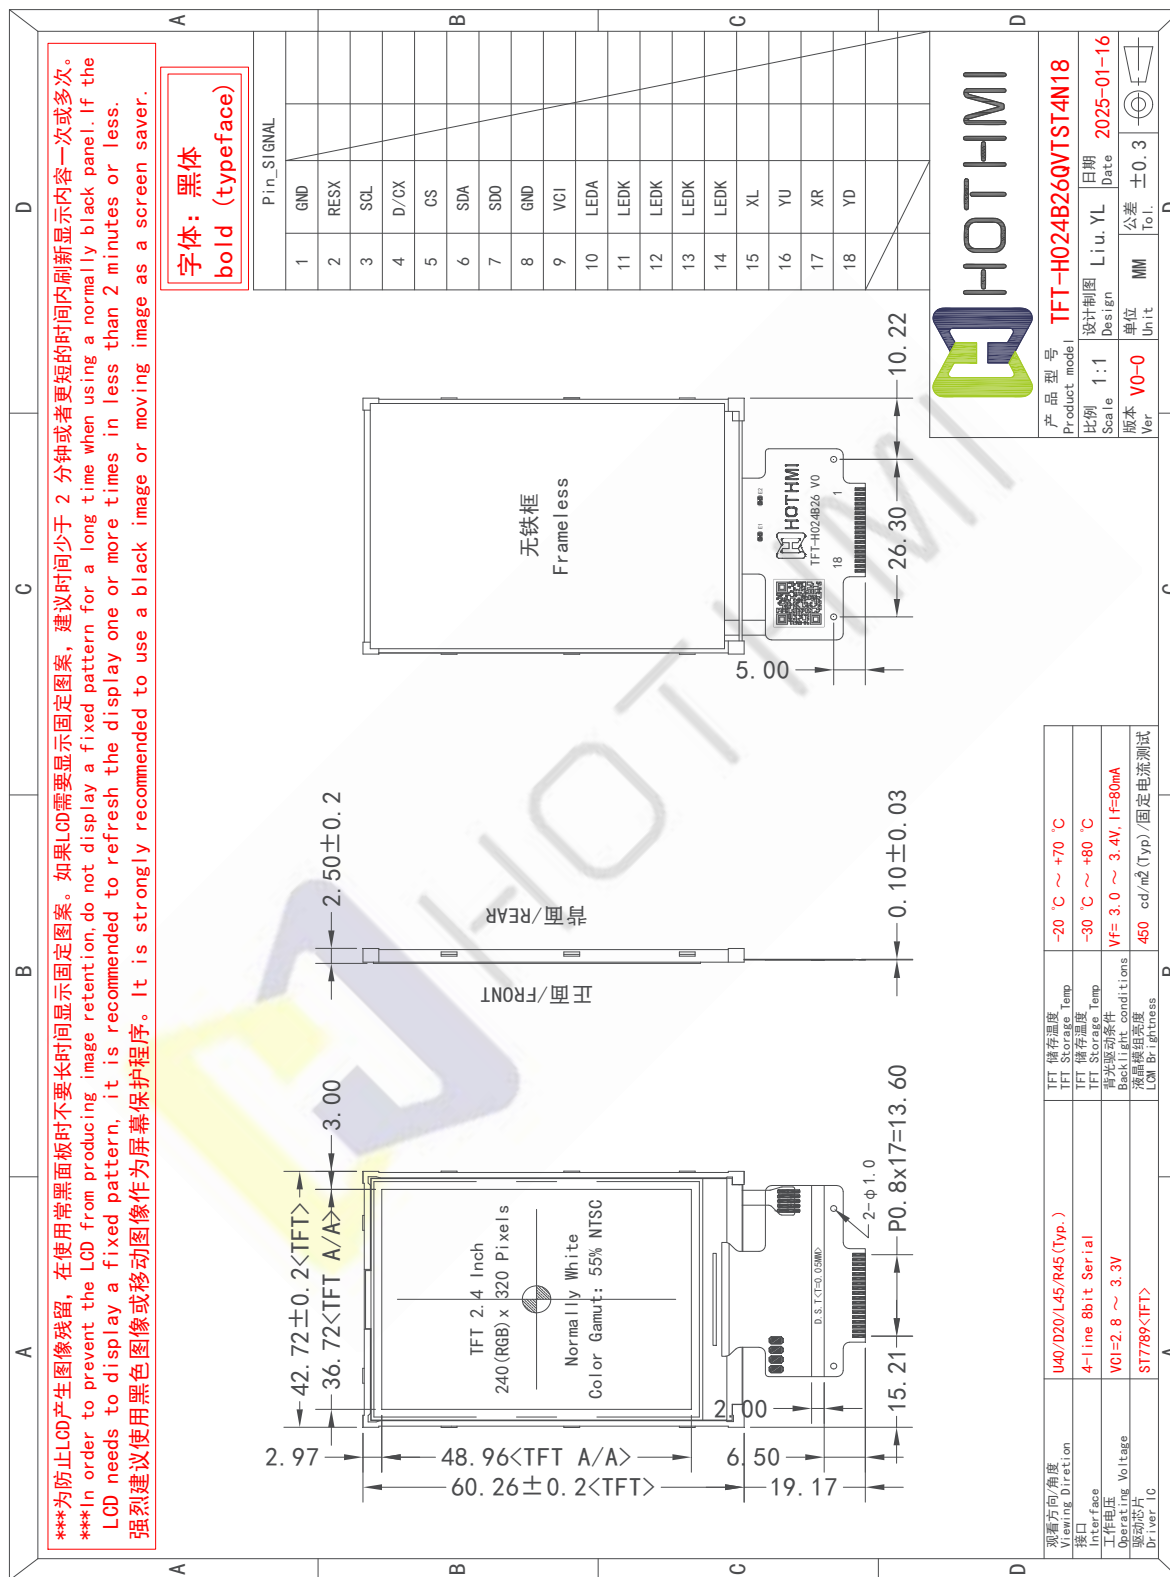 ***为防止LCD产生图像残留，在使用常黑面板时不要长时间显示固定图案。如果LCD需要显示固定图案，建议时间少于 2 分钟或者更短的时间内刷新显示内容一次或多次。
***In order to prevent the LCD from producing image retention,do not display a fixed pattern for a long time when using a normally black panel.If the
LCD needs to display a fixed pattern, it is recommended to refresh the display one or more times in less than 2 minutes or less.
强烈建议使用黑色图像或移动图像作为屏幕保护程序。It is strongly recommended to use a black image or moving image as a screen saver.
字体: 黑体
bold (typeface)
A
B
C
D
A
B
C
D
A
B
C
D
A
B
C
D
Pin_SIGNAL
1 GND
2 RESX
3 SCL
4 D/CX
5 CS
6 SDA
7 SDO
8 GND
9 VCI
10 LEDA
11 LEDK
12 LEDK
13 LEDK
14 LEDK
15 XL
16 YU
17 XR
18 YD
42.72±0.2<TFT>
36.72<TFT A/A>
3.00
2.97
48.96<TFT A/A>
60.26±0.2<TFT>
TFT 2.4 Inch
240(RGB)x 320 Pixels
Normally White
Color Gamut: 55% NTSC
2.00
6.50
19.17
15.21
P0.8x17=13.60
2-φ1.0
D.S.T<T=0.05MM>
2.50±0.2
正面/FRONT
背面/REAR
0.10±0.03
无铁框
Frameless
E1
E2
HOTHMI
TFT-H024B26 V0
18
1
5.00
26.30
10.22
HOTHMI
观看方向/角度
Viewing Diretion
U40/D20/L45/R45(Typ.)
接口
Interface
4-line 8bit Serial
工作电压
Operating Voltage
VCI=2.8 ～ 3.3V
驱动芯片
Driver IC
ST7789<TFT>
TFT 储存温度
TFT Storage Temp
-20 ℃ ～ +70 ℃
TFT 储存温度
TFT Storage Temp
-30 ℃ ～ +80 ℃
背光驱动条件
Backlight conditions
Vf= 3.0 ～ 3.4V,If=80mA
液晶模组亮度
LCM Brightness
450 cd/m2(Typ)/固定电流测试
HOTHMI
产 品 型 号
Product model
TFT-H024B26QVTST4N18
比例
Scale
1:1
设计制图
Design
Liu.YL
日期
Date
2025-01-16
版本
Ver
V0-0
单位
Unit
MM
公差
Tol.
±0.3